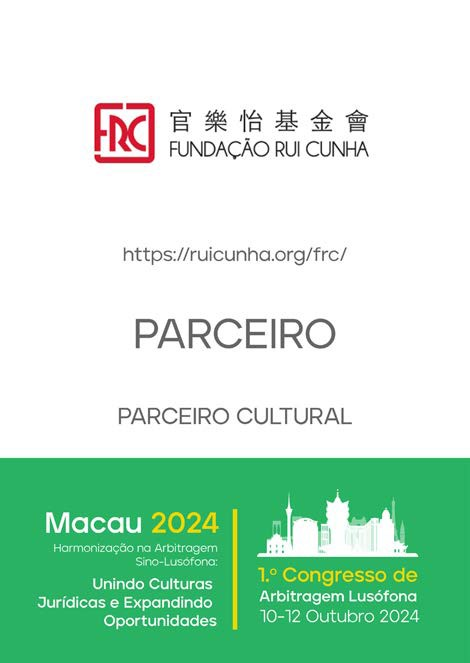 FRC
官樂怡基金會
FUNDAÇÃO RUI CUNHA
https://ruicunha.org/frc/
PARCEIRO
PARCEIRO CULTURAL
Macau 2024
Harmonização na Arbitragem
Sino-Lusófona:
Unindo Culturas
Jurídicas e Expandindo
Oportunidades
1.º Congresso de
Arbitragem Lusófona
10-12 Outubro 2024